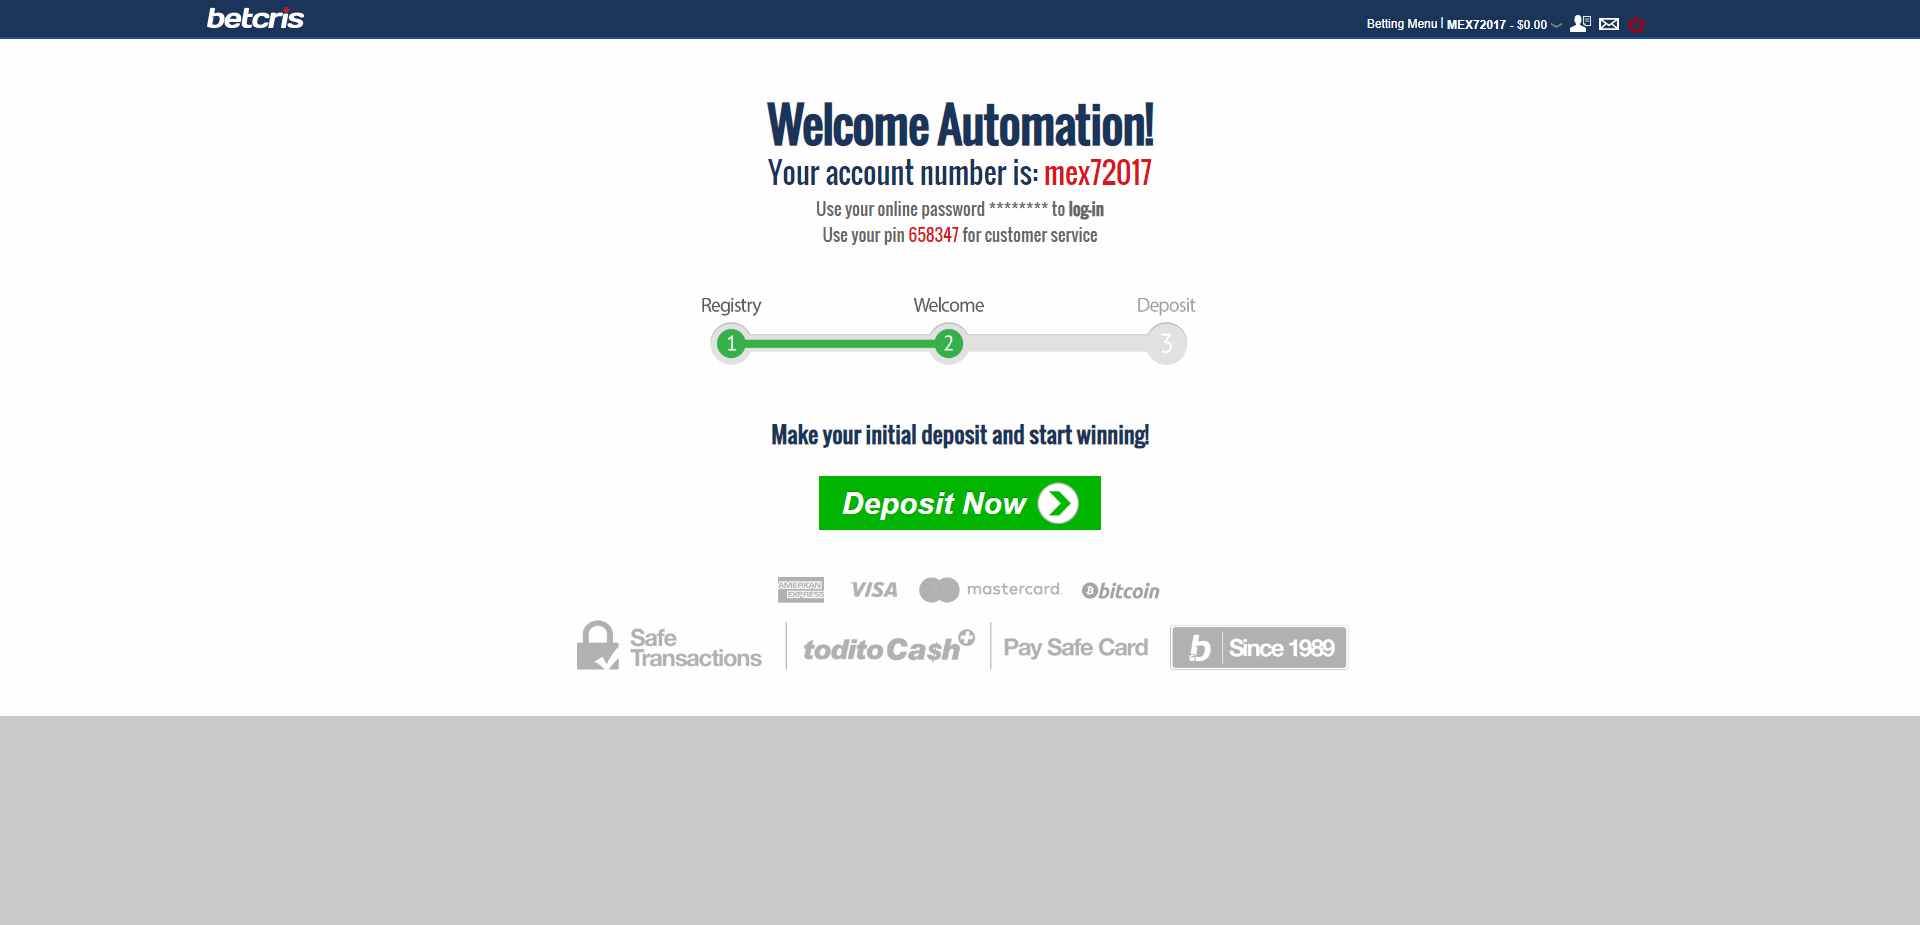 betcris
Betting Menu | MEX72017 - $0.00
Welcome Automation!
Your account number is: mex72017
Use your online password ******** to log-in
Use your pin 658347 for customer service
Registry Welcome Deposit
1 2 3
Make your initial deposit and start winning!
Deposit Now
AMERICAN EXPRESS VISA mastercard. bitcoin
Safe Transactions toditoCa$h+ Pay Safe Card b Since 1989